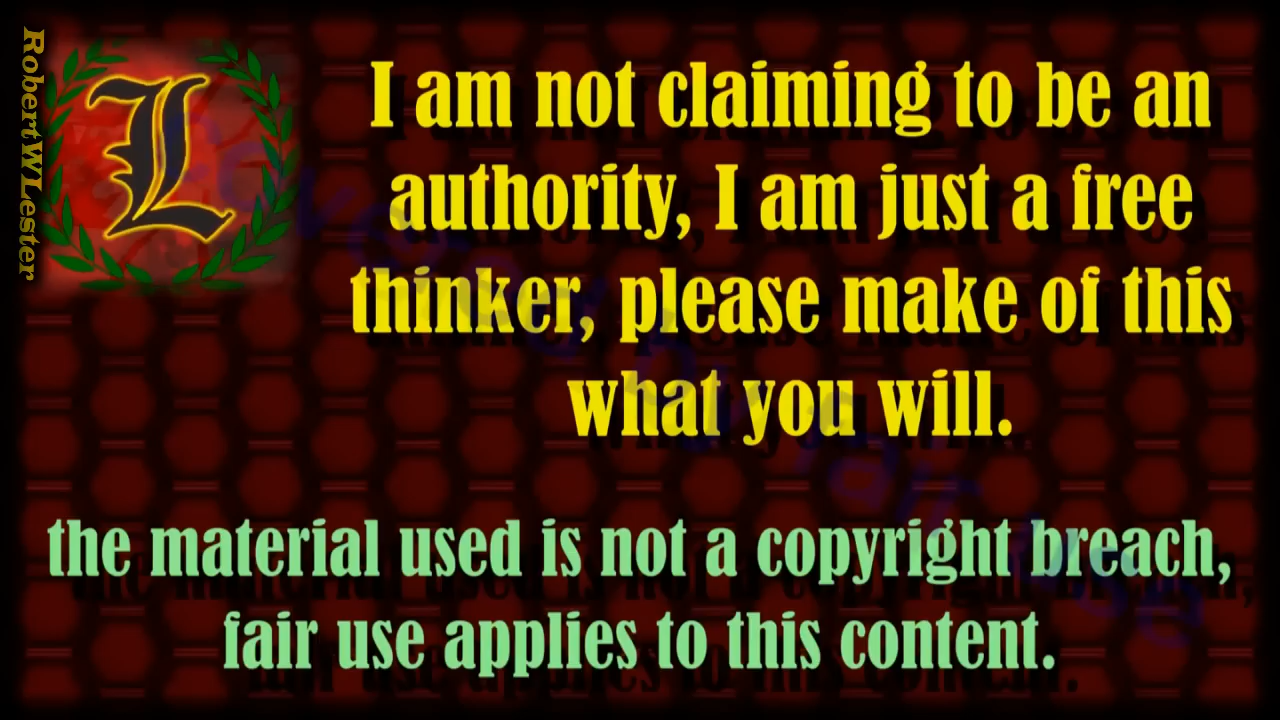 RobertWLester
L
I am not claiming to be an
authority, I am just a free
thinker, please make of this
what you will.
the material used is not a copyright breach,
fair use applies to this content.